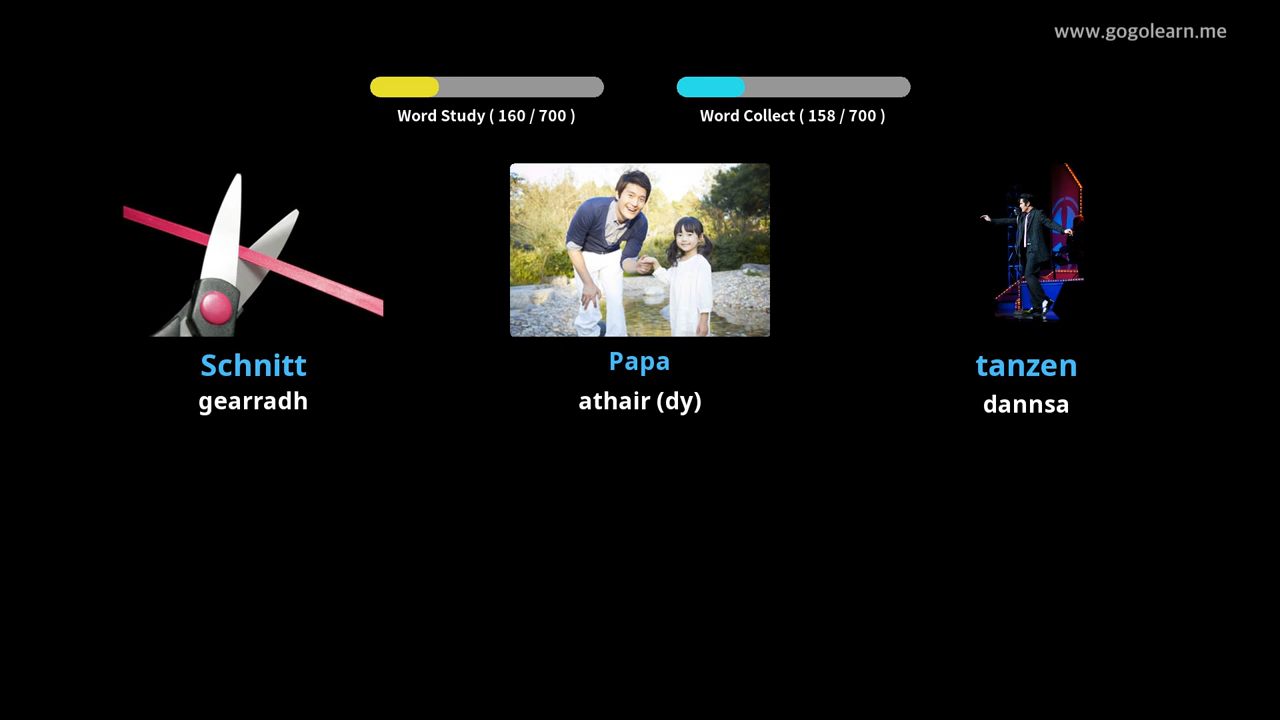 www.gogolearn.me
Word Study ( 160 / 700 )
Word Collect ( 158 / 700 )
Schnitt
gearradh
Papa
athair (dy)
tanzen
dannsa